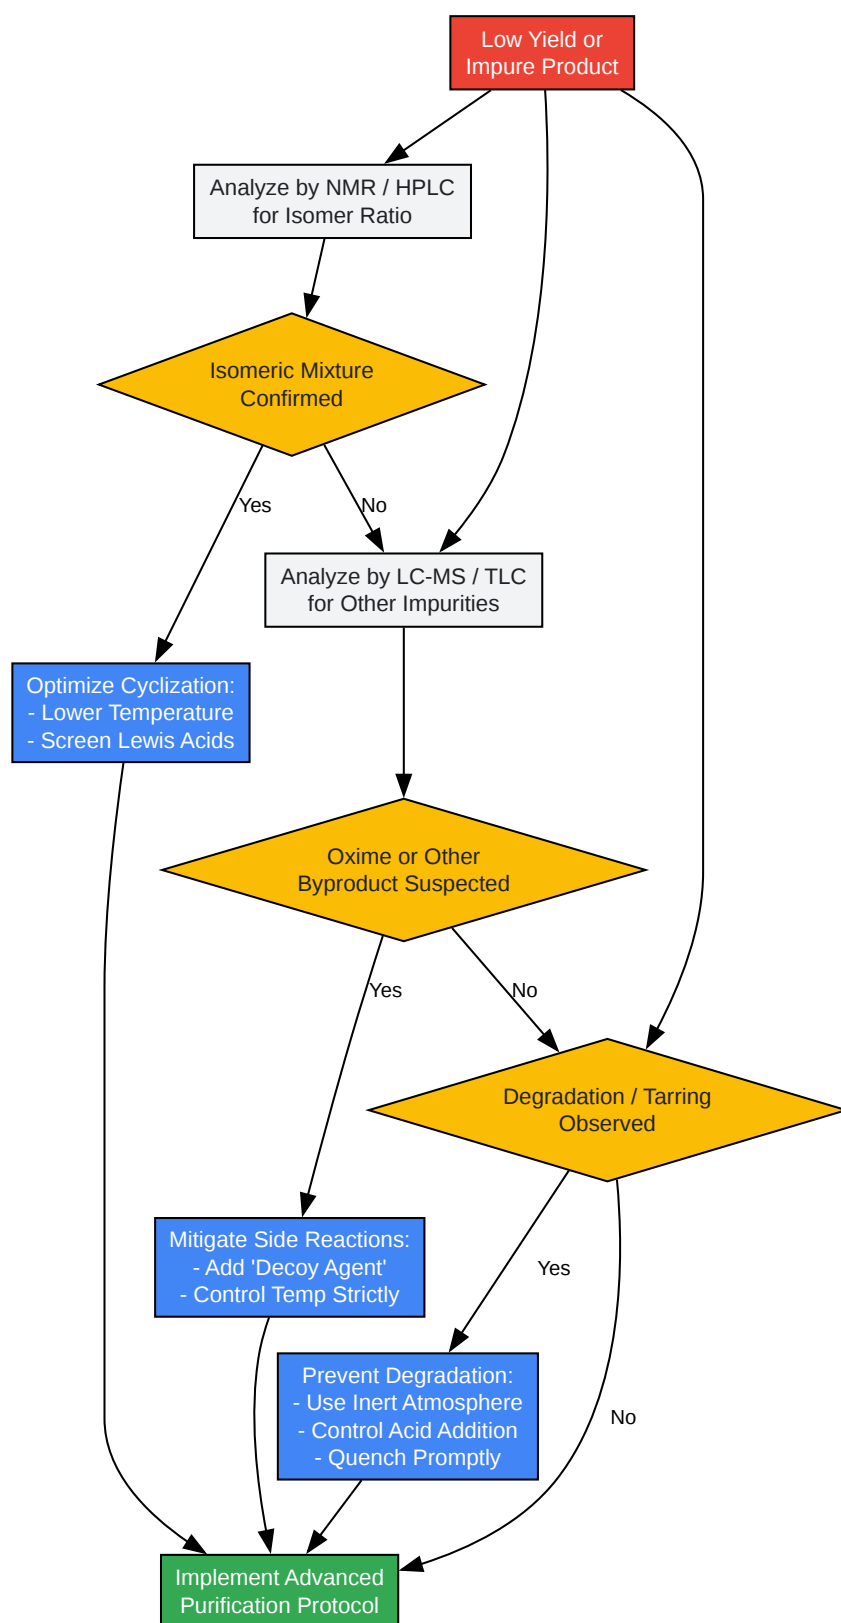 Low Yield or
Impure Product
Analyze by NMR / HPLC
for Isomer Ratio
Isomeric Mixture
Confirmed
Yes
No
Analyze by LC-MS / TLC
for Other Impurities
Optimize Cyclization:
- Lower Temperature
- Screen Lewis Acids
Oxime or Other
Byproduct Suspected
Yes
No
Degradation / Tarring
Observed
Mitigate Side Reactions:
- Add 'Decoy Agent'
- Control Temp Strictly
Yes
Prevent Degradation:
- Use Inert Atmosphere
- Control Acid Addition
- Quench Promptly
No
Implement Advanced
Purification Protocol